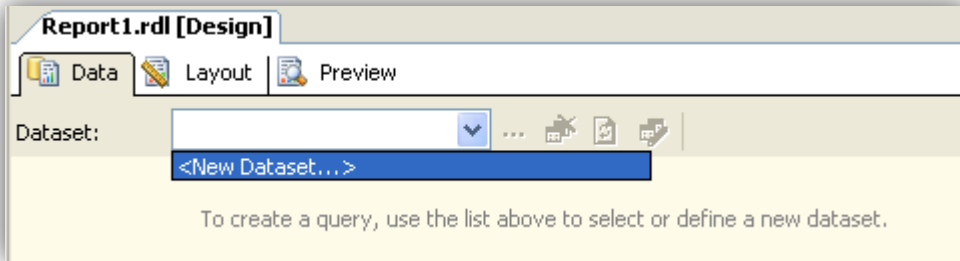 Report1.rdl [Design]
Data Layout Preview
Dataset: ...
<New Dataset...>
To create a query, use the list above to select or define a new dataset.